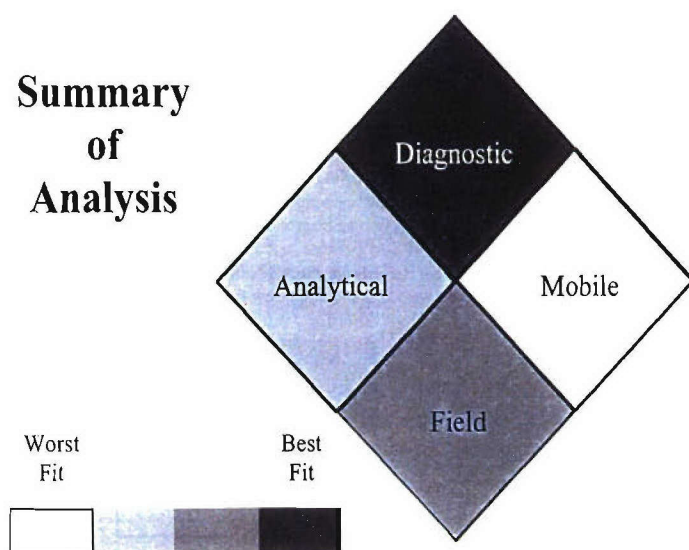 Summary
of
Analysis
Diagnostic
Analytical
Mobile
Field
Worst
Fit
Best
Fit